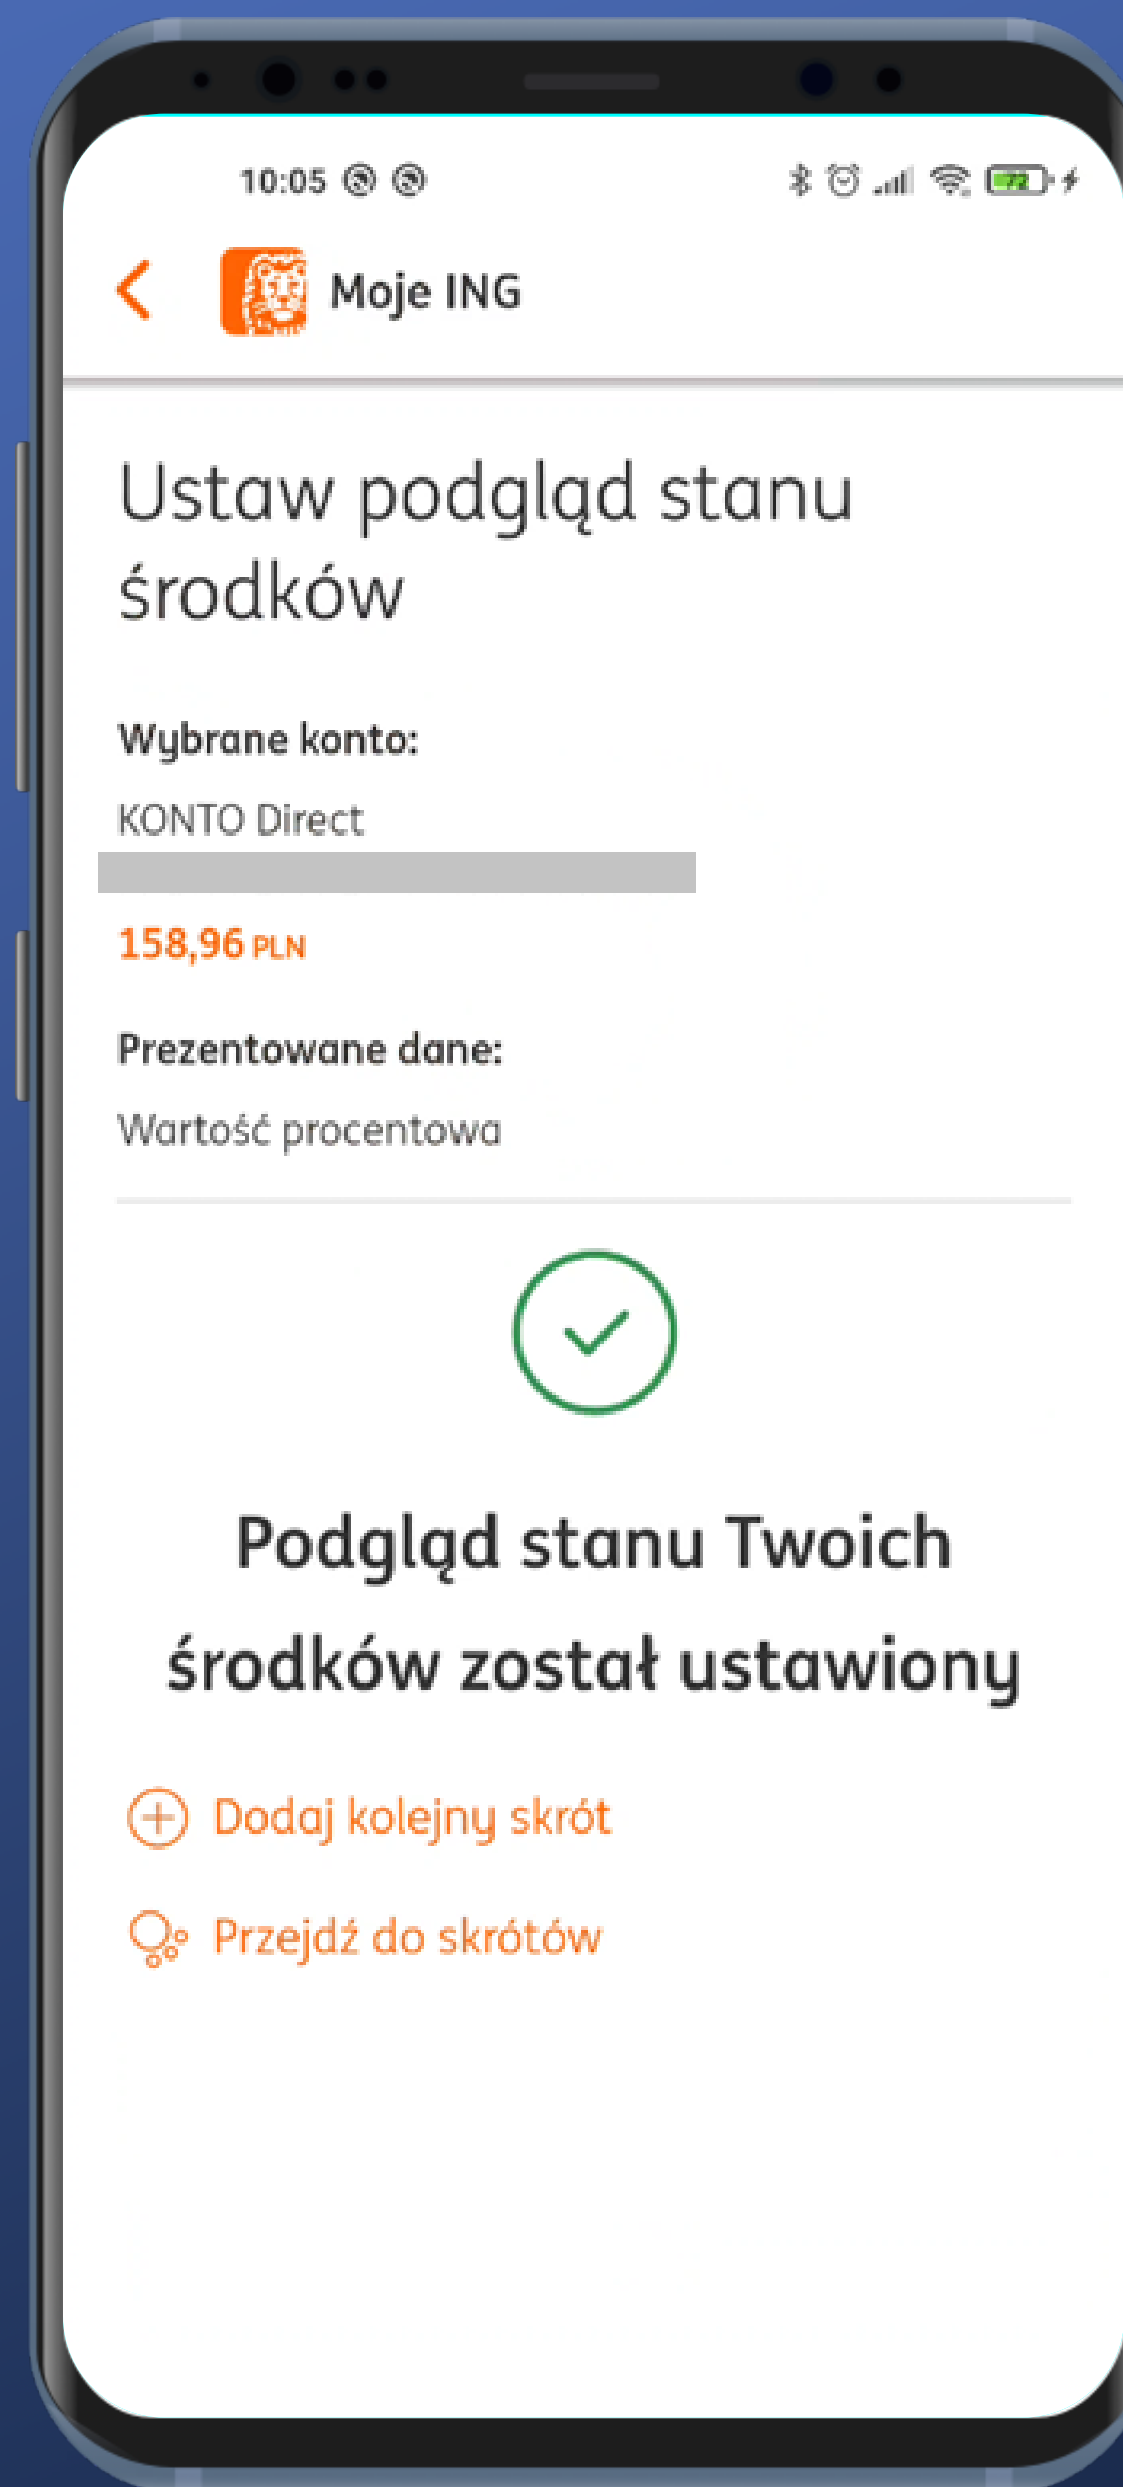 10:05
72
Moje ING
Ustaw podgląd stanu
środków
Wybrane konto:
KONTO Direct
158,96 PLN
Prezentowane dane:
Wartość procentowa
Podgląd stanu Twoich
środków został ustawiony
Dodaj kolejny skrót
Przejdź do skrótów